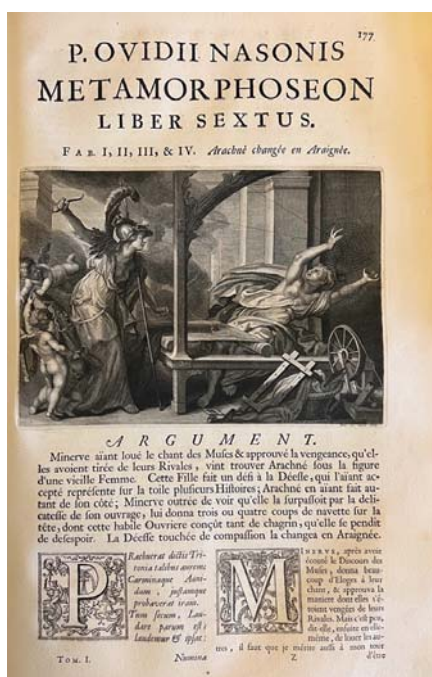 177
P. OVIDII NASONIS
METAMORPHOSEON
LIBER SEXTUS.
FAB. I, II, III, & IV. Arachné changée en Araignée.
ARGUMENT.
Minerve aïant loué le chant des Muses & approuvé la vengeance, qu'el-
les avoient tirée de leurs Rivales, vint trouver Arachné sous la figure
d'une vieille Femme. Cette Fille fait un défi à la Déesse, qui l'aïant ac-
cepté représente sur la toile plusieurs Histoires; Arachné en aïant fait au-
tant de son côté; Minerve outrée de voir qu'elle la surpassoit par la déli-
catesse de son ouvrage, lui donna trois ou quatre coups de navette sur la
tête, dont cette habile Ouvriere conçut tant de chagrin, qu'elle se pendit
de desespoir. La Déesse touchée de compassion la changea en Araignée.
PRæbuerat dictis Tri-
tonia talibus aurem;
Carminaque Aoni-
dum, justamque
probaverat iram.
Tum secum, Lau-
dare parum est;
laudemur & ipsæ:
Numina
MINERVE, après avoir
écouté le Discours des
Muses, donna beau-
coup d'Eloges à leur
chant, & approuva la
maniere dont elles s'é-
toient vengées de leurs
Rivales. Mais c'est peu,
dit-elle, ensuite en elle-
même, de louer les au-
tres, il faut que je mérite aussi à mon tour
d'être
TOM. I.
Z